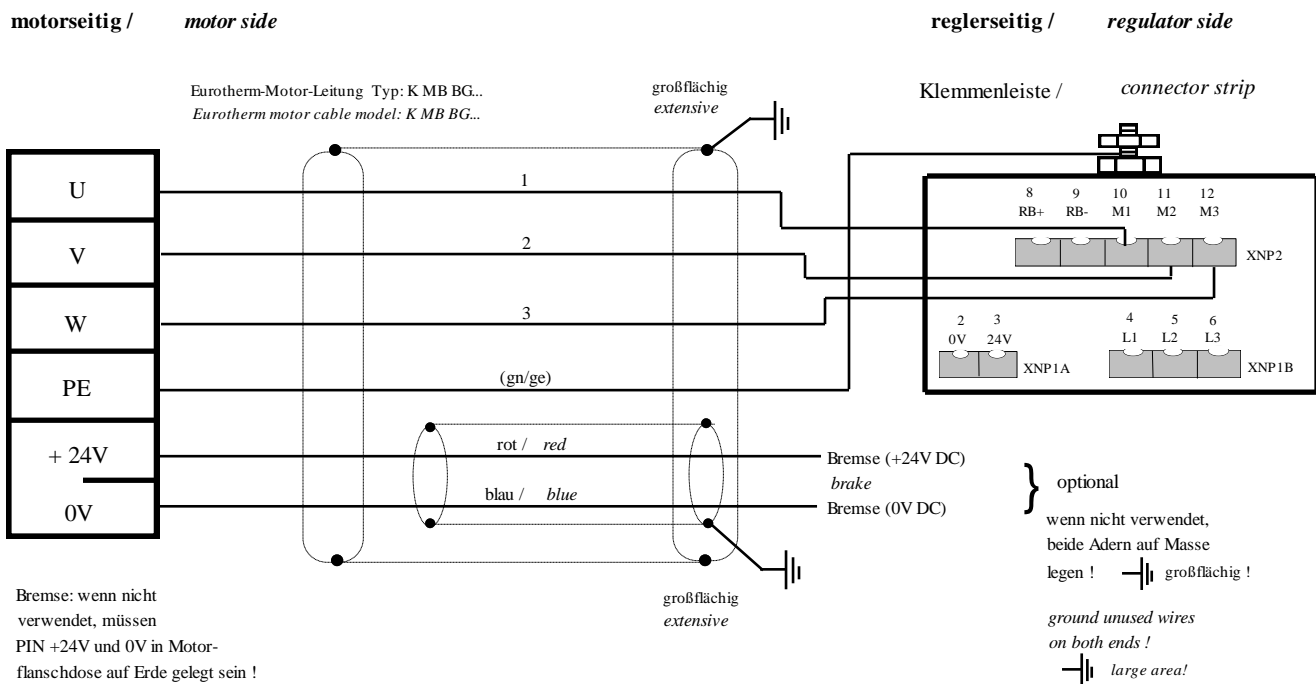 motorseitig / motor side
reglerseitig / regulator side
Eurotherm-Motor-Leitung Typ: K MB BG...
Eurotherm motor cable model: K MB BG...
großflächig
extensive
Klemmenleiste / connector strip
U
V
W
PE
+ 24V
0V
1
2
3
(gn/ge)
rot / red
blau / blue
8 9 10 11 12
RB+ RB- M1 M2 M3
XNP2
2 3
0V 24V
XNP1A
4 5 6
L1 L2 L3
XNP1B
Bremse (+24V DC)
brake
Bremse (0V DC)
} optional
wenn nicht verwendet,
beide Adern auf Masse
legen ! großflächig !
ground unused wires
on both ends !
large area!
großflächig
extensive
Bremse: wenn nicht
verwendet, müssen
PIN +24V und 0V in Motor-
flanschdose auf Erde gelegt sein !